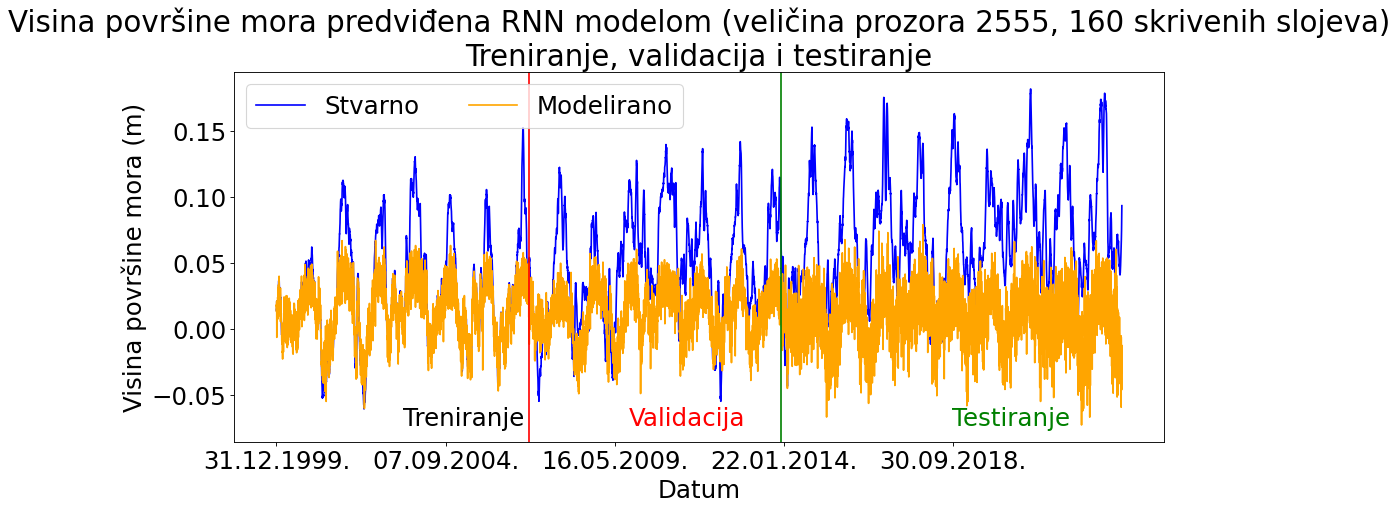 Visina površine mora predviđena RNN modelom (veličina prozora 2555, 160 skrivenih slojeva)
Treniranje, validacija i testiranje
Stvarno
Modelirano
Visina površine mora (m)
0.15
0.10
0.05
0.00
−0.05
Treniranje
Validacija
Testiranje
31.12.1999.
07.09.2004.
16.05.2009.
22.01.2014.
30.09.2018.
Datum